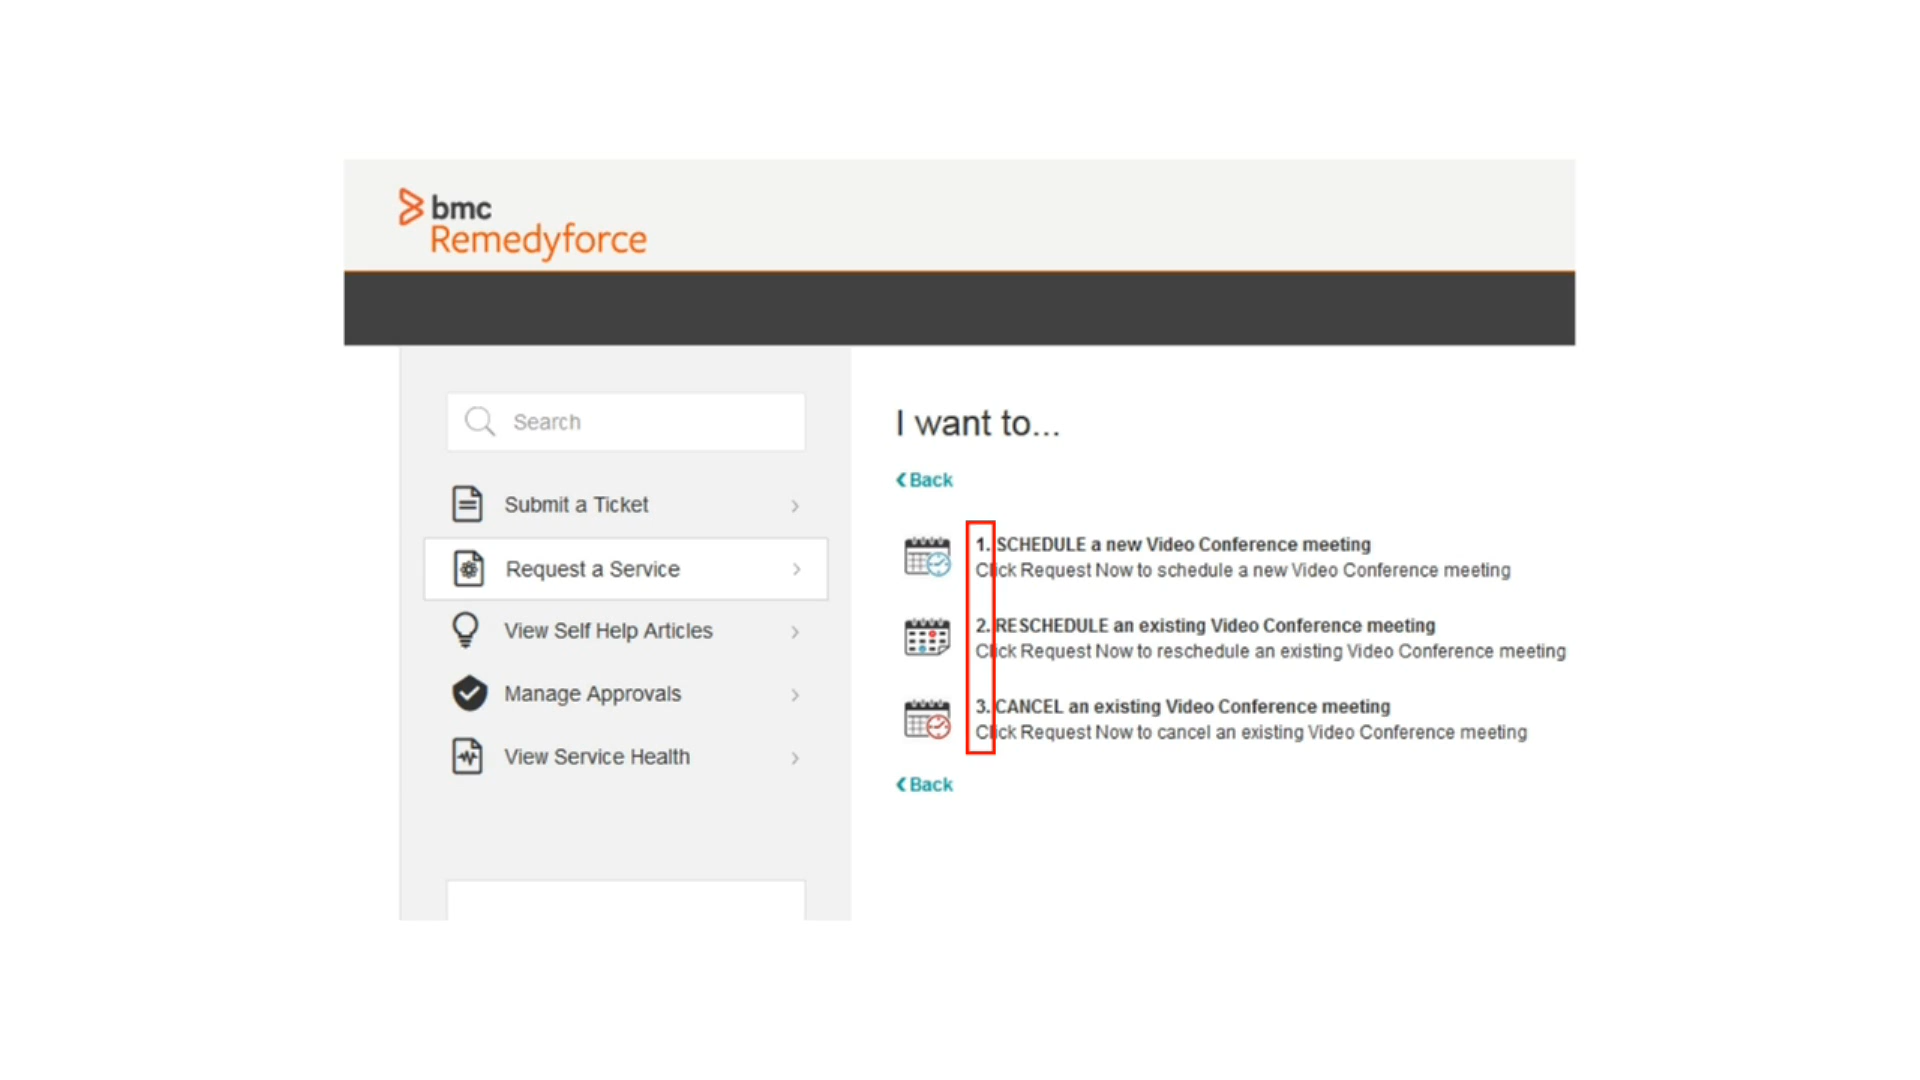 bmc
Remedyforce
Search
Submit a Ticket
Request a Service
View Self Help Articles
Manage Approvals
View Service Health
I want to...
Back
1. SCHEDULE a new Video Conference meeting
Click Request Now to schedule a new Video Conference meeting
2. RESCHEDULE an existing Video Conference meeting
Click Request Now to reschedule an existing Video Conference meeting
3. CANCEL an existing Video Conference meeting
Click Request Now to cancel an existing Video Conference meeting
Back